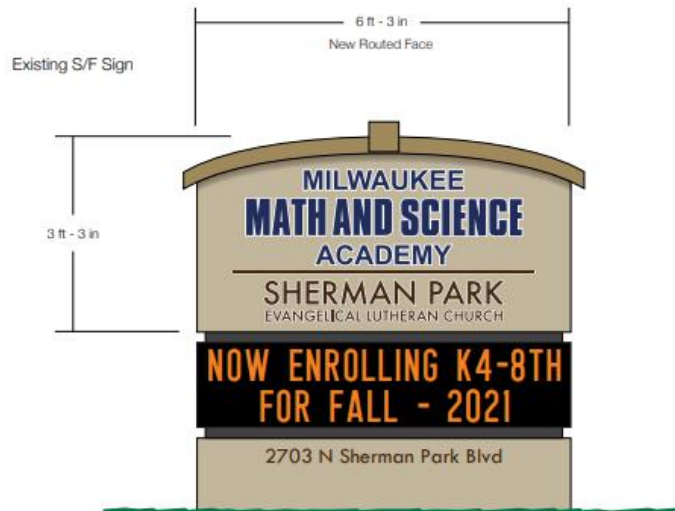 6 ft - 3 in
New Routed Face
Existing S/F Sign
3 ft - 3 in
MILWAUKEE
MATH AND SCIENCE
ACADEMY
SHERMAN PARK
EVANGELICAL LUTHERAN CHURCH
NOW ENROLLING K4-8TH
FOR FALL - 2021
2703 N Sherman Park Blvd